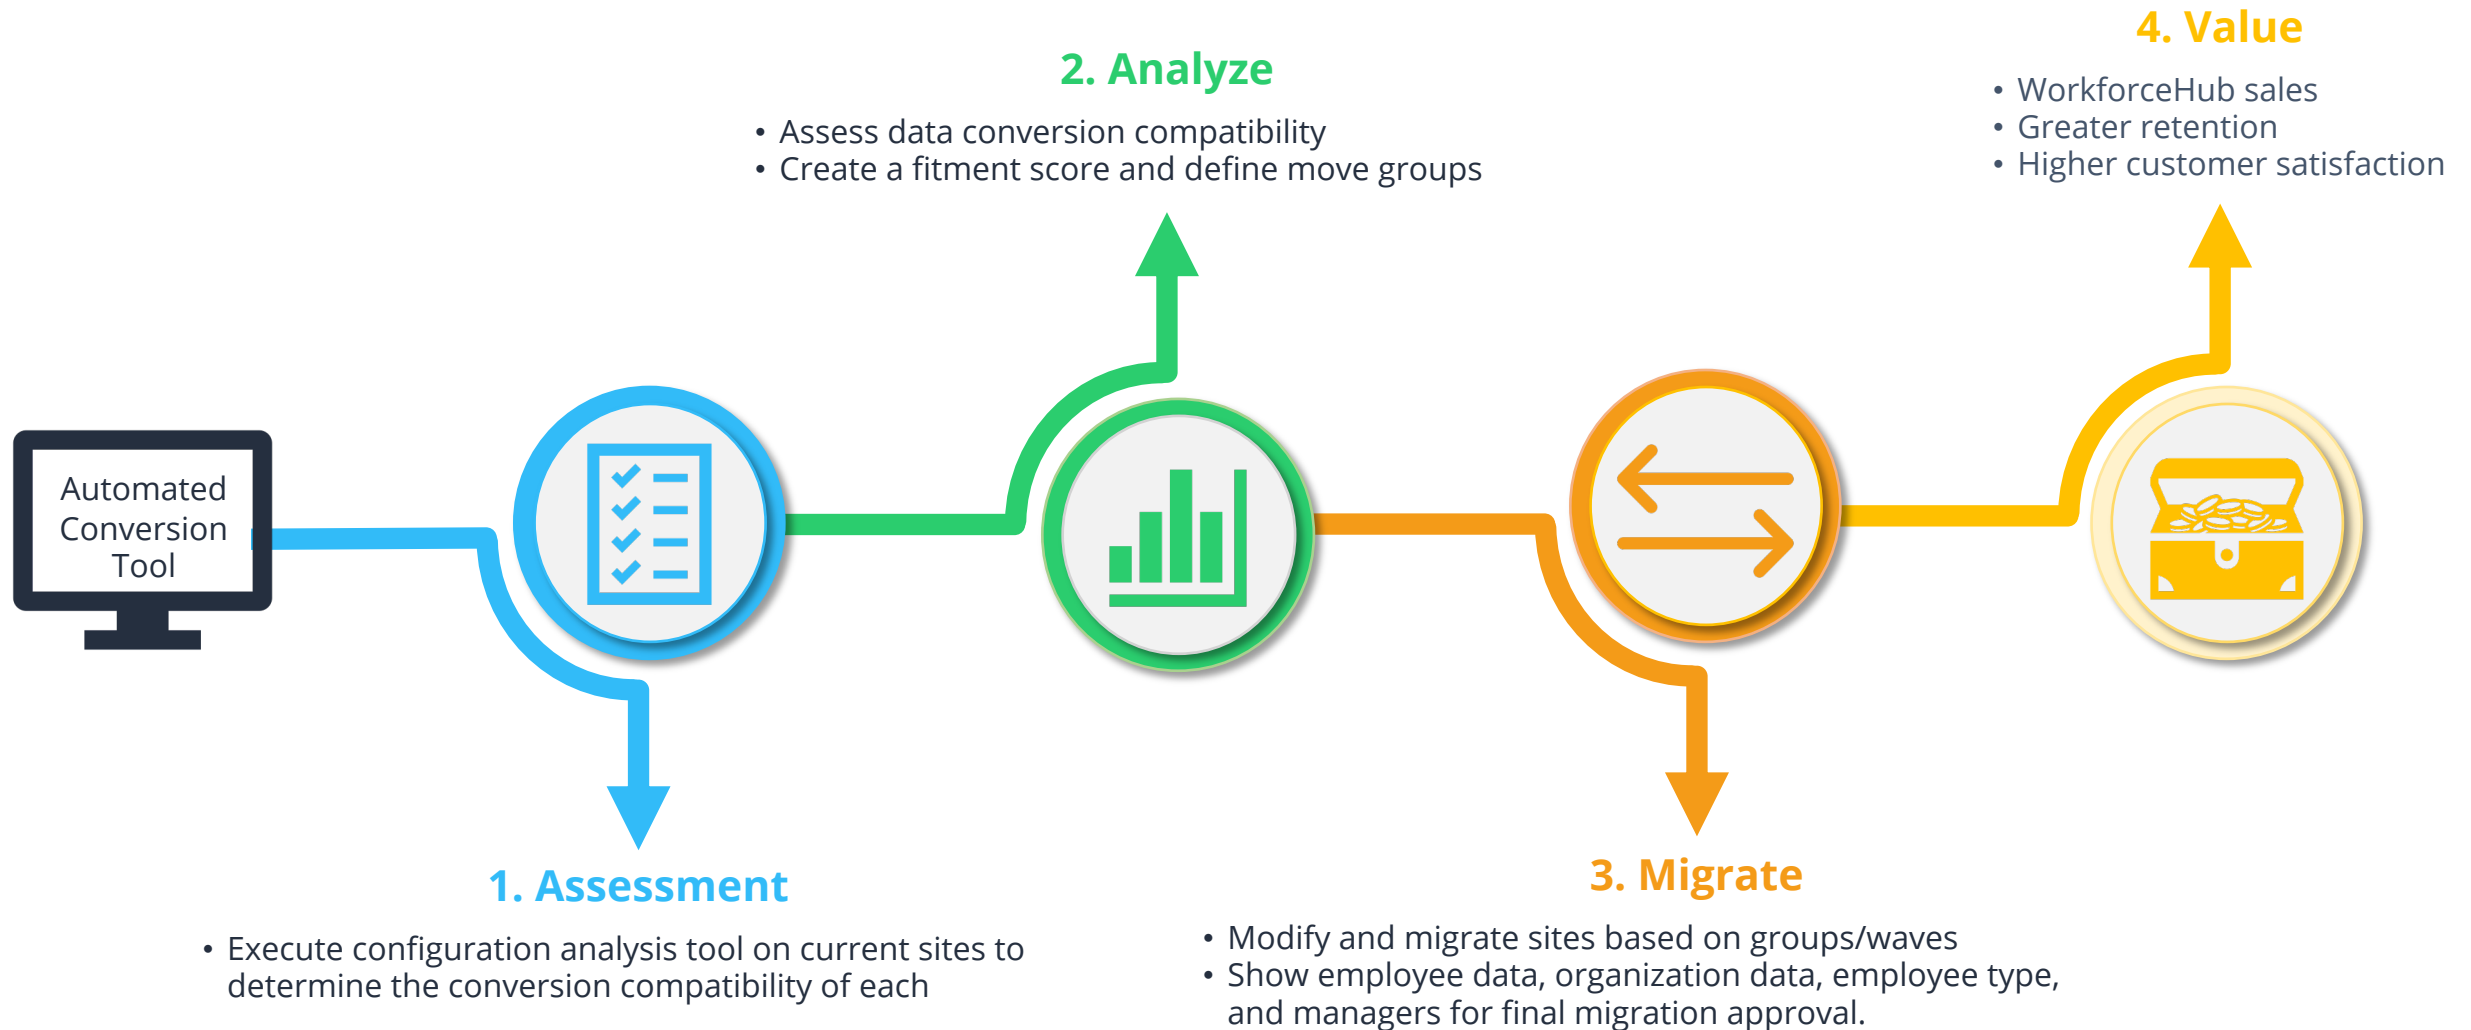 Automated
Conversion
Tool
1. Assessment
• Execute configuration analysis tool on current sites to
determine the conversion compatibility of each
2. Analyze
• Assess data conversion compatibility
• Create a fitment score and define move groups
3. Migrate
• Modify and migrate sites based on groups/waves
• Show employee data, organization data, employee type,
and managers for final migration approval.
4. Value
• WorkforceHub sales
• Greater retention
• Higher customer satisfaction